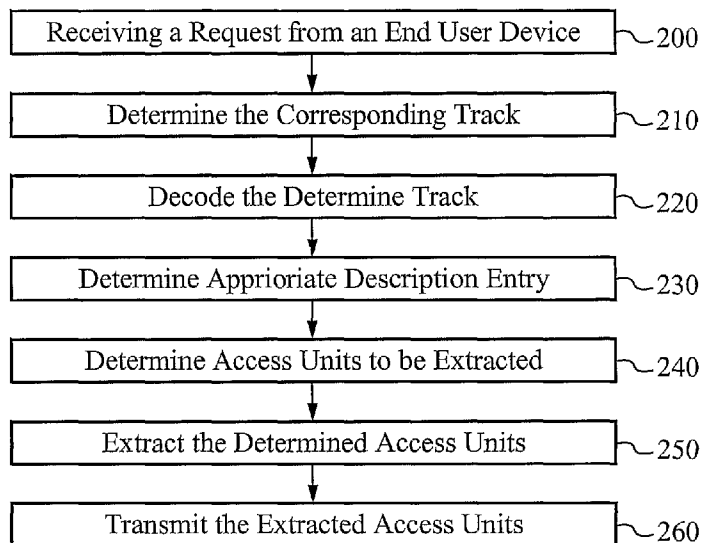 Receiving a Request from an End User Device 200
Determine the Corresponding Track 210
Decode the Determine Track 220
Determine Apprioriate Description Entry 230
Determine Access Units to be Extracted 240
Extract the Determined Access Units 250
Transmit the Extracted Access Units 260